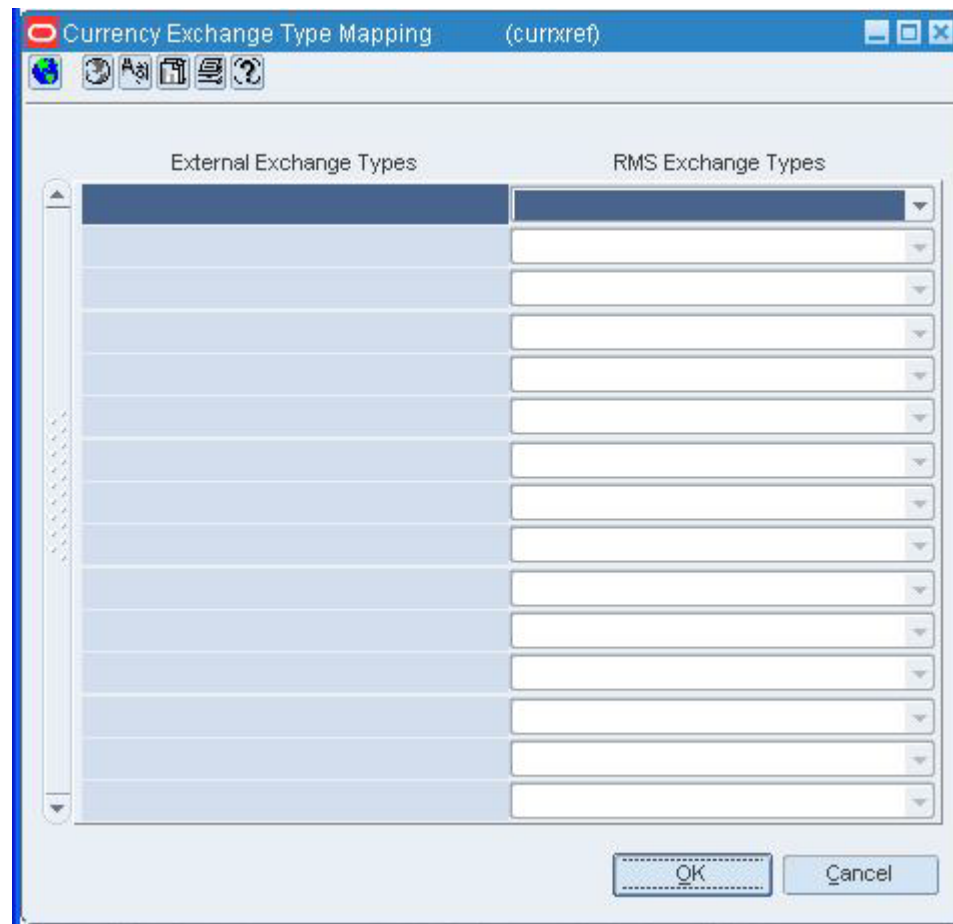 Currency Exchange Type Mapping (currxref)
External Exchange Types RMS Exchange Types
OK Cancel